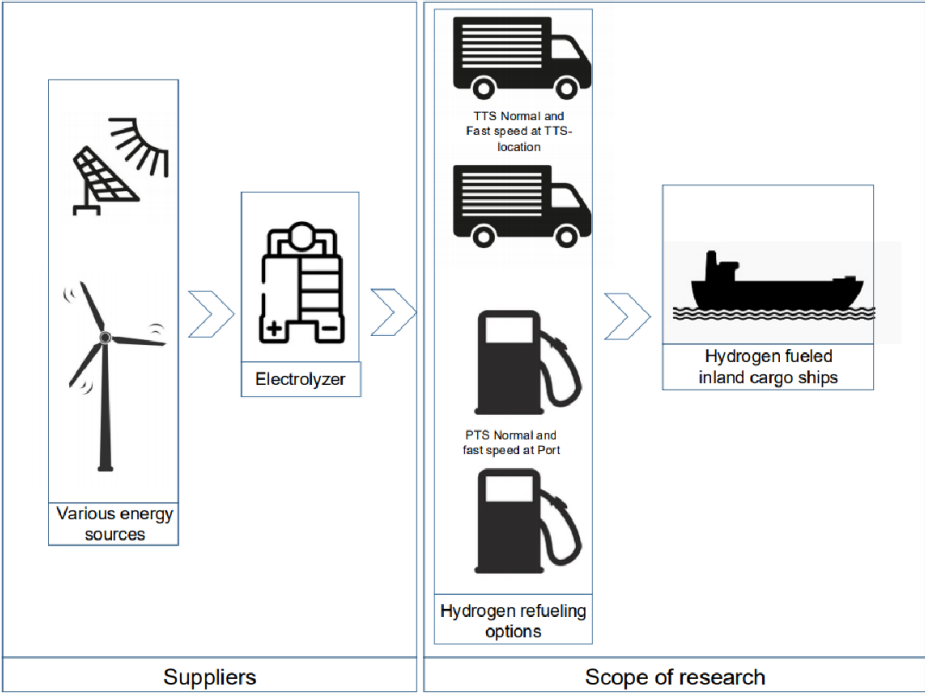 Various energy
sources
Electrolyzer
TTS Normal and
Fast speed at TTS-
location
PTS Normal and
fast speed at Port
Hydrogen refueling
options
Hydrogen fueled
inland cargo ships
Suppliers
Scope of research